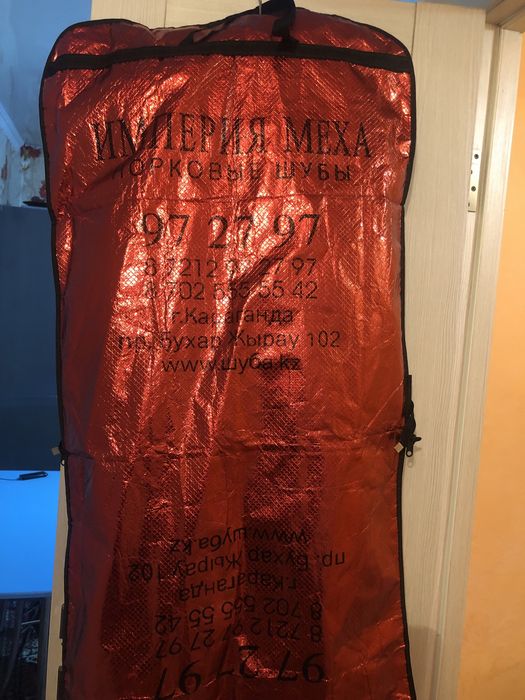 ИМПЕРИЯ МЕХА
НОРКОВЫЕ ШУБЫ
97 27 97
8 7212 97 27 97
8 702 565 55 42
г.Караганда
пр. Бухар Жырау 102
www.шуба.kz
www.шуба.kz
пр. Бухар Жырау 102
г.Караганда
8 702 565 55 42
8 7212 97 27 97
97 27 97